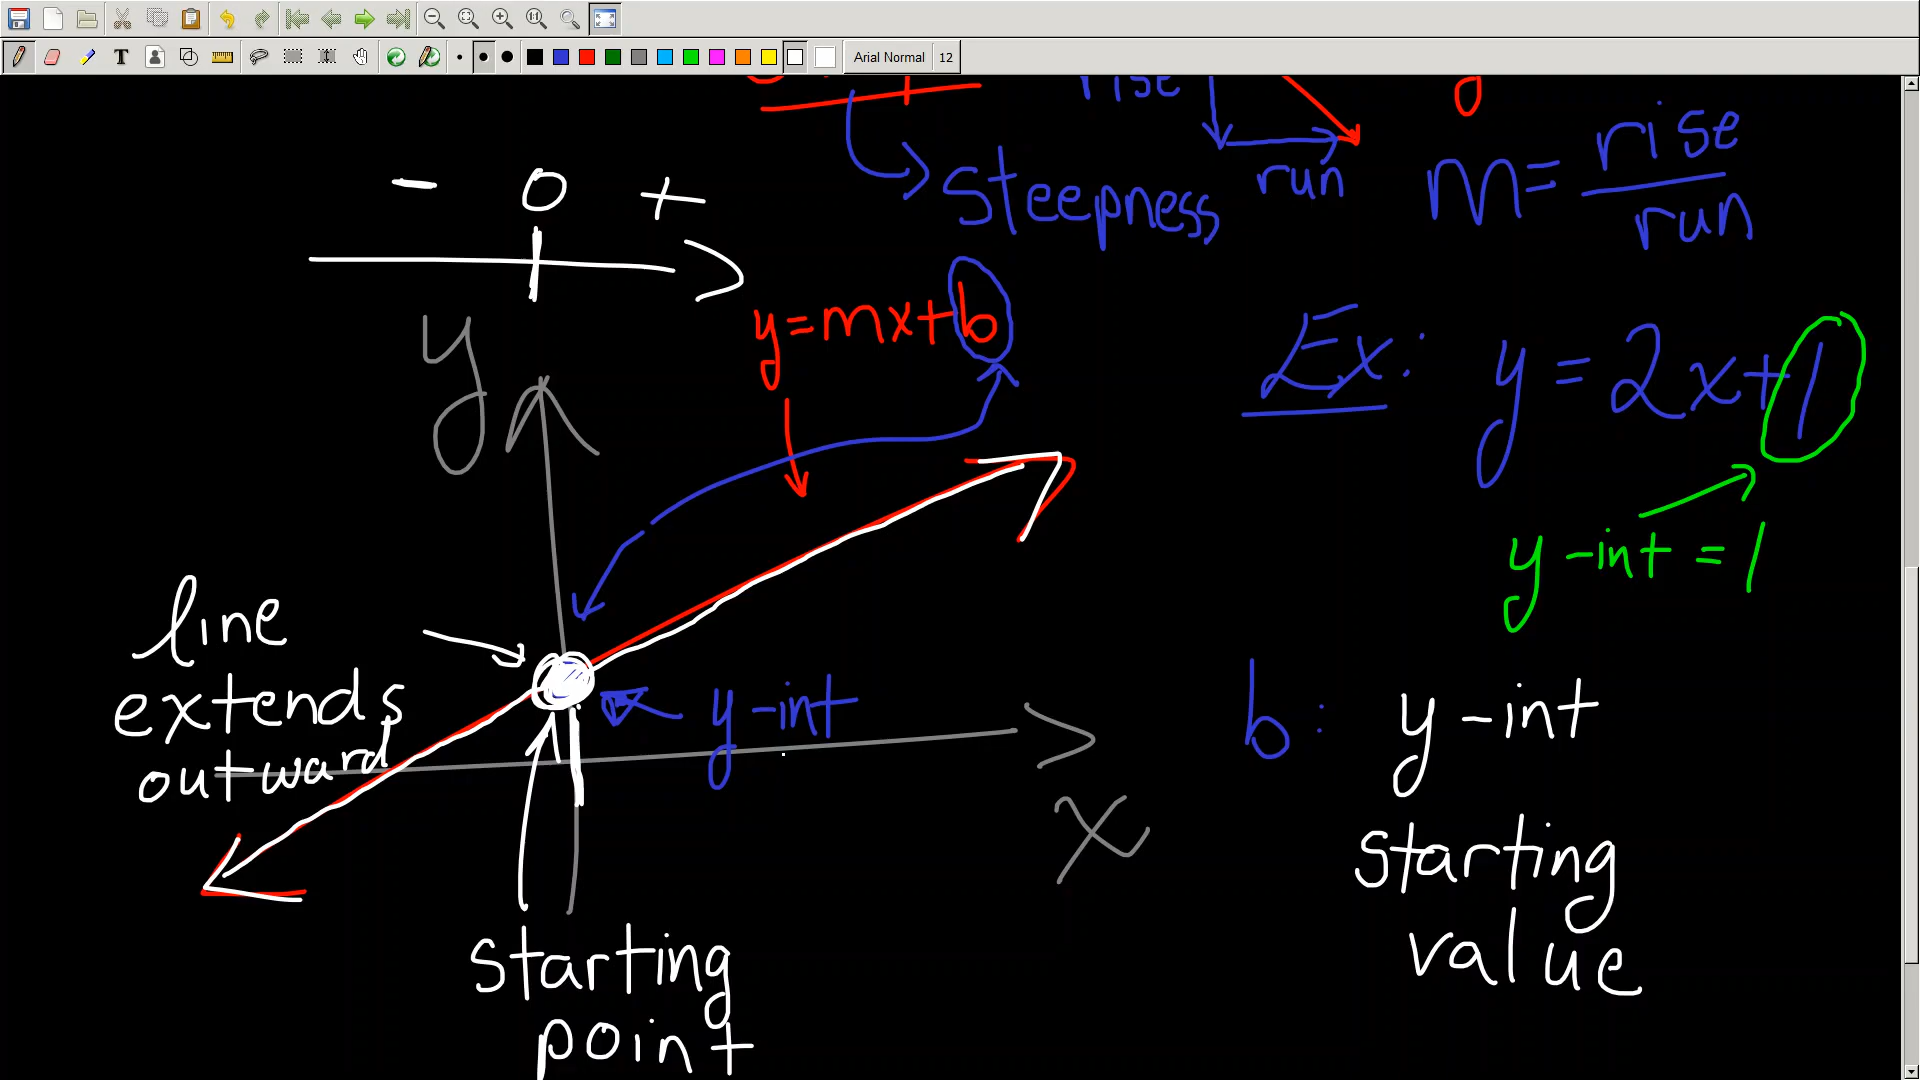 Arial Normal 12
rise
run
Steepness
m = rise
run
- 0 +
y
y=mx+b
Ex: y = 2x+1
y-int = 1
line
extends
outward
y-int
x
b: y-int
starting
value
starting
point